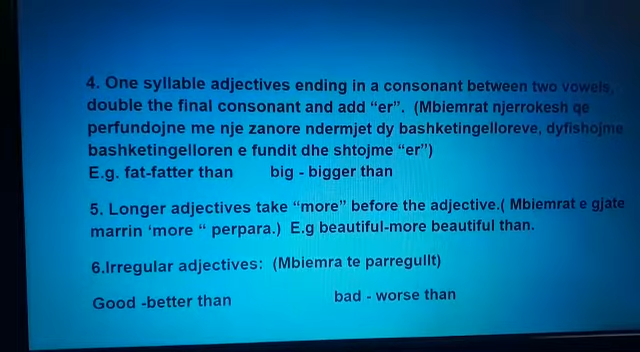 4. One syllable adjectives ending in a consonant between two vowels,
double the final consonant and add “er”. (Mbiemrat njerrokesh qe
perfundojne me nje zanore ndermjet dy bashketingelloreve, dyfishojme
bashketingelloren e fundit dhe shtojme “er”)
E.g. fat-fatter than big - bigger than
5. Longer adjectives take “more” before the adjective.( Mbiemrat e gjate
marrin ‘more “ perpara.) E.g beautiful-more beautiful than.
6.Irregular adjectives: (Mbiemra te parregullt)
Good -better than bad - worse than